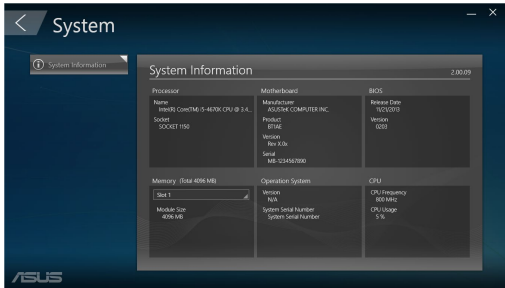 System
System Information
System Information
2.00.09
Processor
Name
Intel(R) Core(TM) i5-4670K CPU @ 3.4...
Socket
SOCKET 1150
Motherboard
Manufacturer
ASUSTeK COMPUTER INC.
Product
BT1AE
Version
Rev X.0x
Serial
MB-1234567890
BIOS
Release Date
11/21/2013
Version
0203
Memory (Total 4096 MB)
Slot 1
Module Size
4096 MB
Operation System
Version
N/A
System Serial Number
System Serial Number
CPU
CPU Frequency
800 MHz
CPU Usage
5 %
ASUS